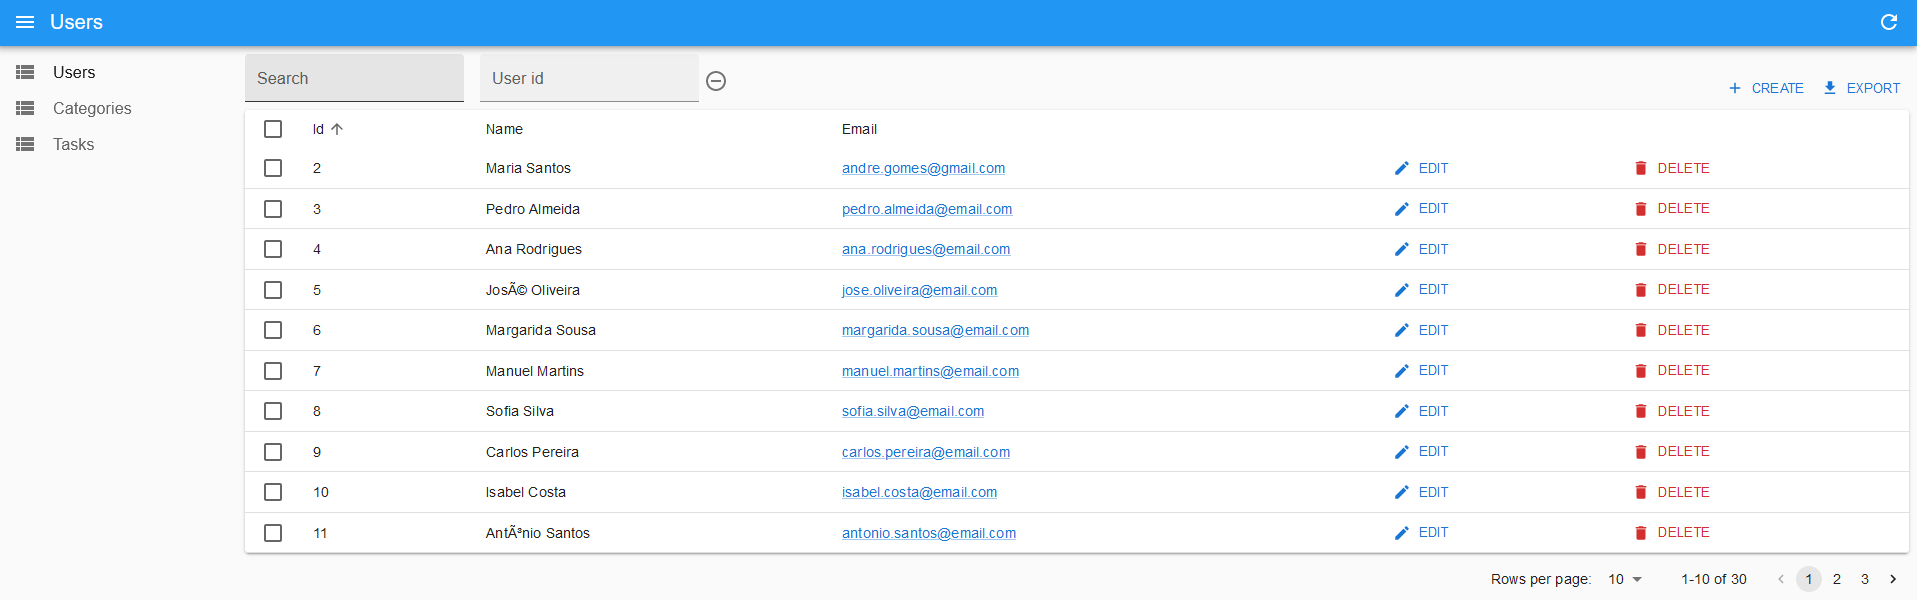 Users
Users
Categories
Tasks
Search User id
CREATE EXPORT
Id Name Email
2 Maria Santos andre.gomes@gmail.com EDIT DELETE
3 Pedro Almeida pedro.almeida@email.com EDIT DELETE
4 Ana Rodrigues ana.rodrigues@email.com EDIT DELETE
5 JosÃ© Oliveira jose.oliveira@email.com EDIT DELETE
6 Margarida Sousa margarida.sousa@email.com EDIT DELETE
7 Manuel Martins manuel.martins@email.com EDIT DELETE
8 Sofia Silva sofia.silva@email.com EDIT DELETE
9 Carlos Pereira carlos.pereira@email.com EDIT DELETE
10 Isabel Costa isabel.costa@email.com EDIT DELETE
11 AntÃ³nio Santos antonio.santos@email.com EDIT DELETE
Rows per page: 10 1-10 of 30 1 2 3